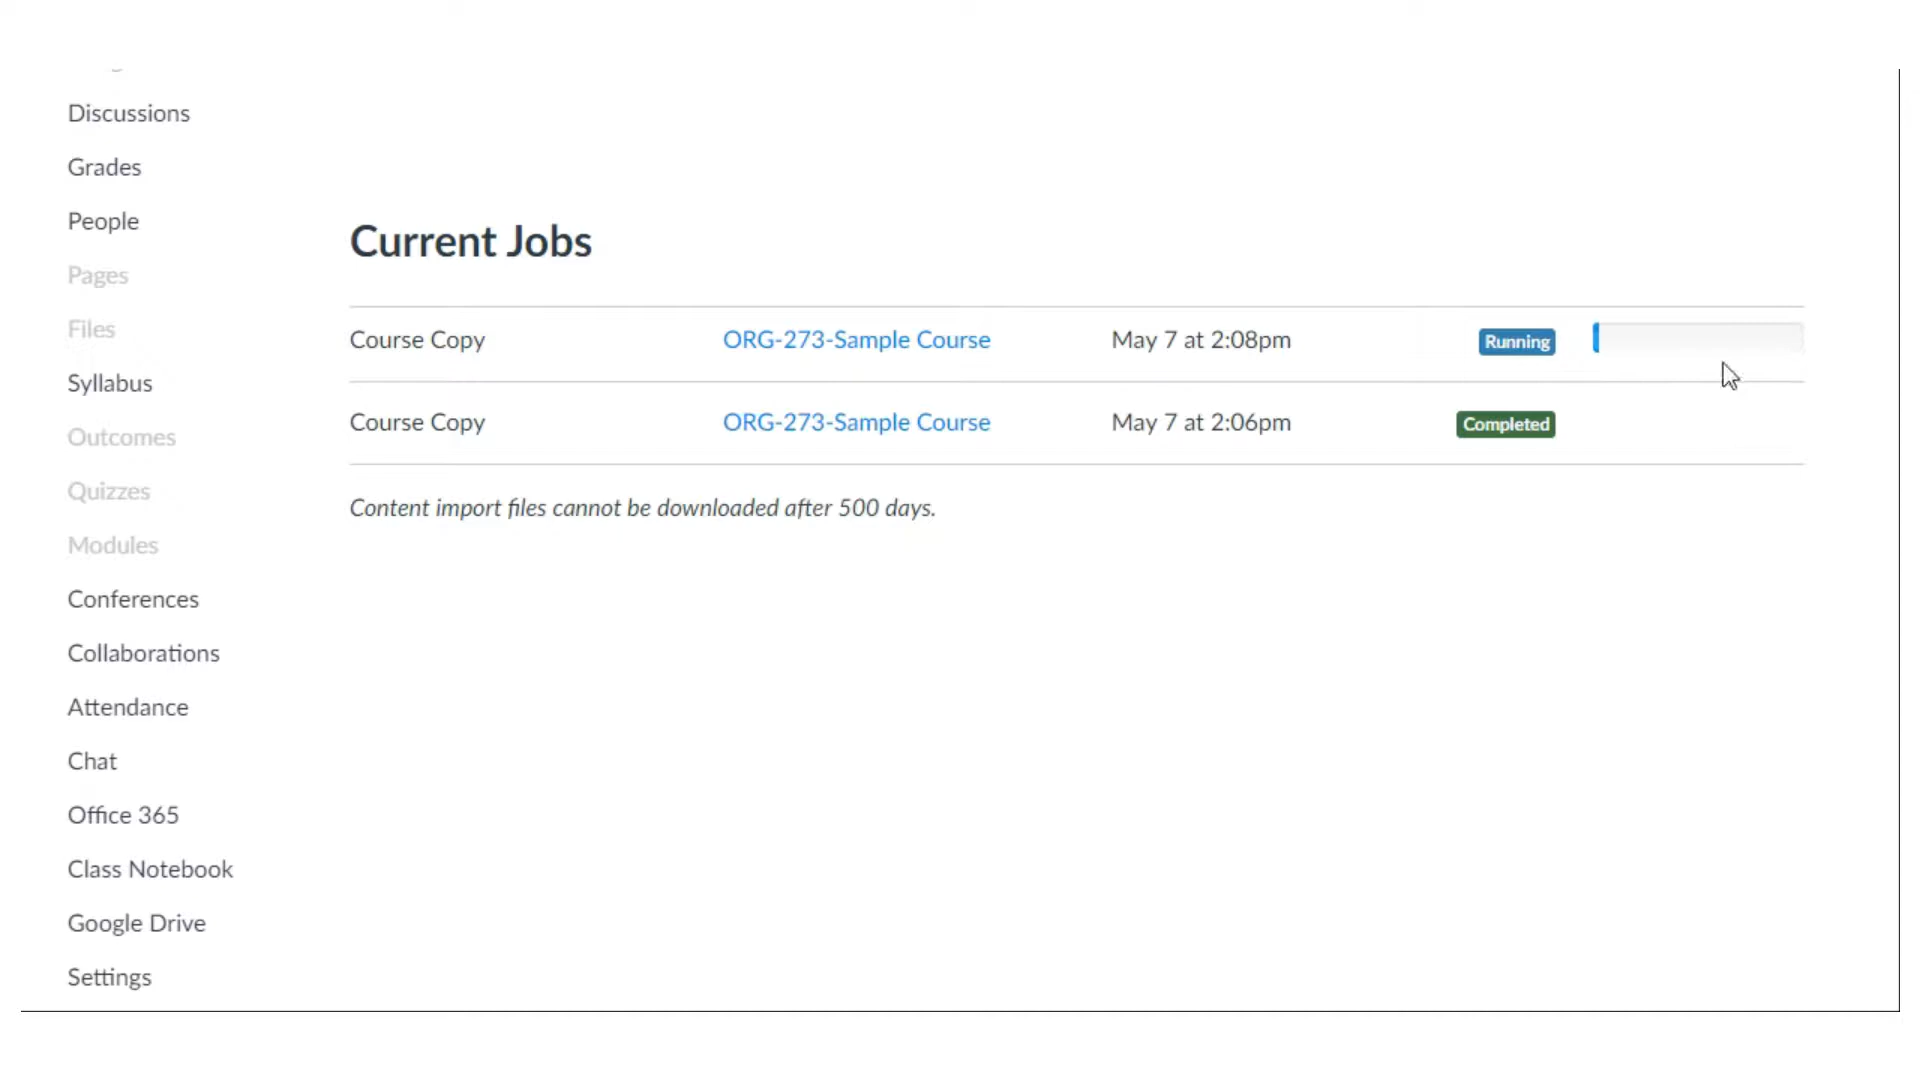 Discussions
Grades
People
Pages
Files
Syllabus
Outcomes
Quizzes
Modules
Conferences
Collaborations
Attendance
Chat
Office 365
Class Notebook
Google Drive
Settings
Current Jobs
Course Copy ORG-273-Sample Course May 7 at 2:08pm Running
Course Copy ORG-273-Sample Course May 7 at 2:06pm Completed
Content import files cannot be downloaded after 500 days.